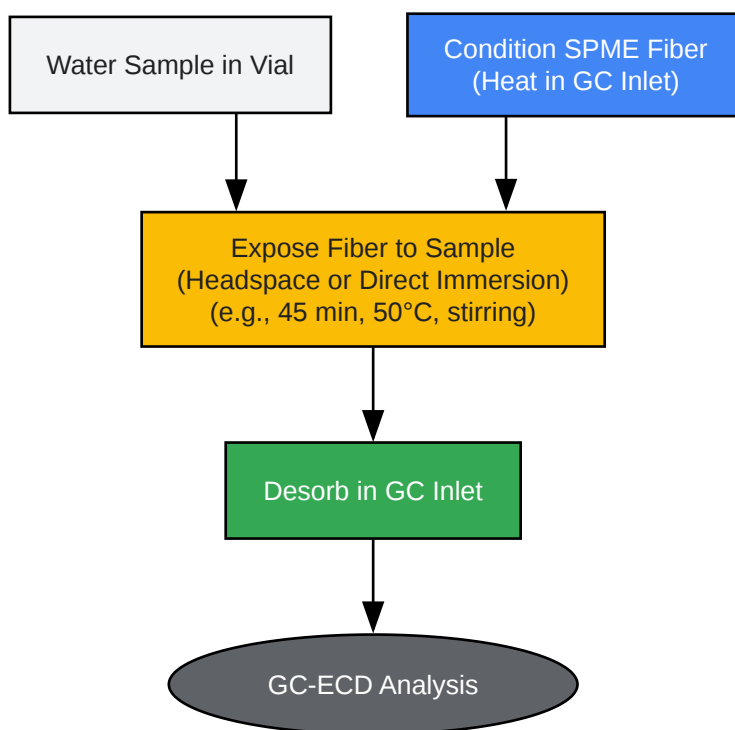 Water Sample in Vial
Condition SPME Fiber
(Heat in GC Inlet)
Expose Fiber to Sample
(Headspace or Direct Immersion)
(e.g., 45 min, 50°C, stirring)
Desorb in GC Inlet
GC-ECD Analysis